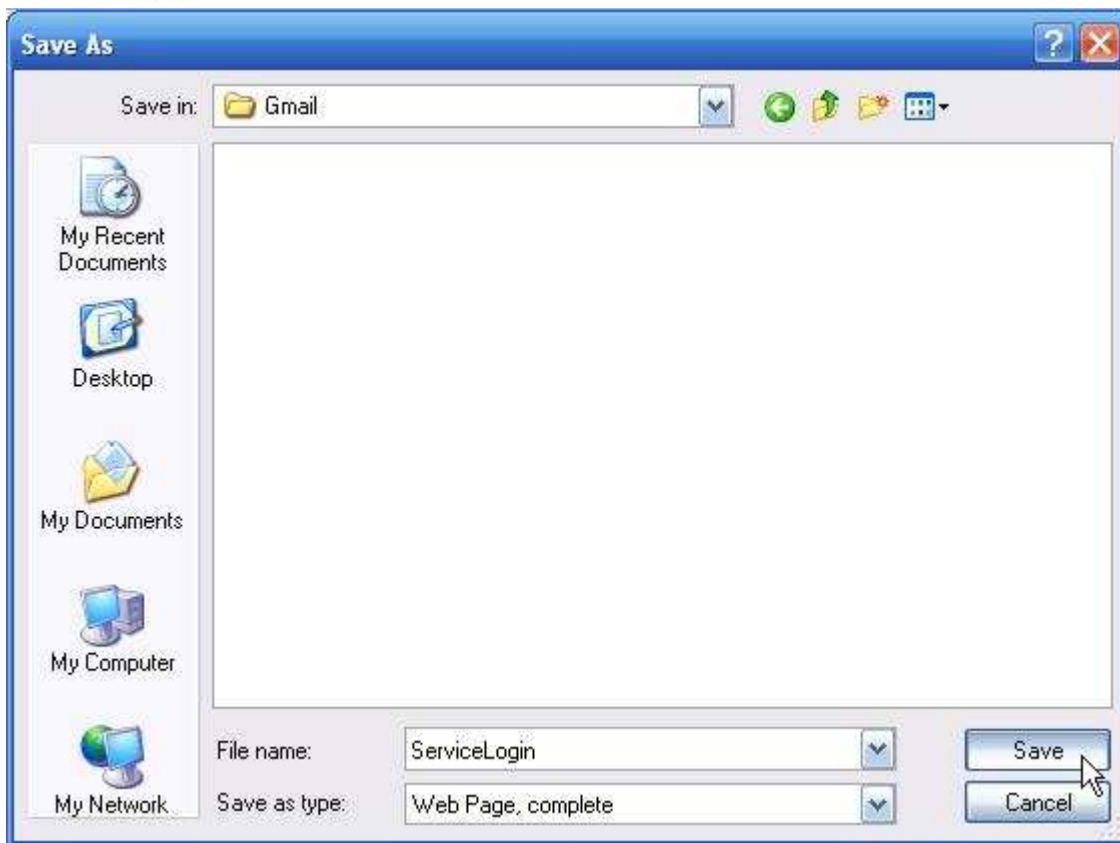 Save As
Save in:
Gmail
My Recent
Documents
Desktop
My Documents
My Computer
My Network
File name:
ServiceLogin
Save
Save as type:
Web Page, complete
Cancel